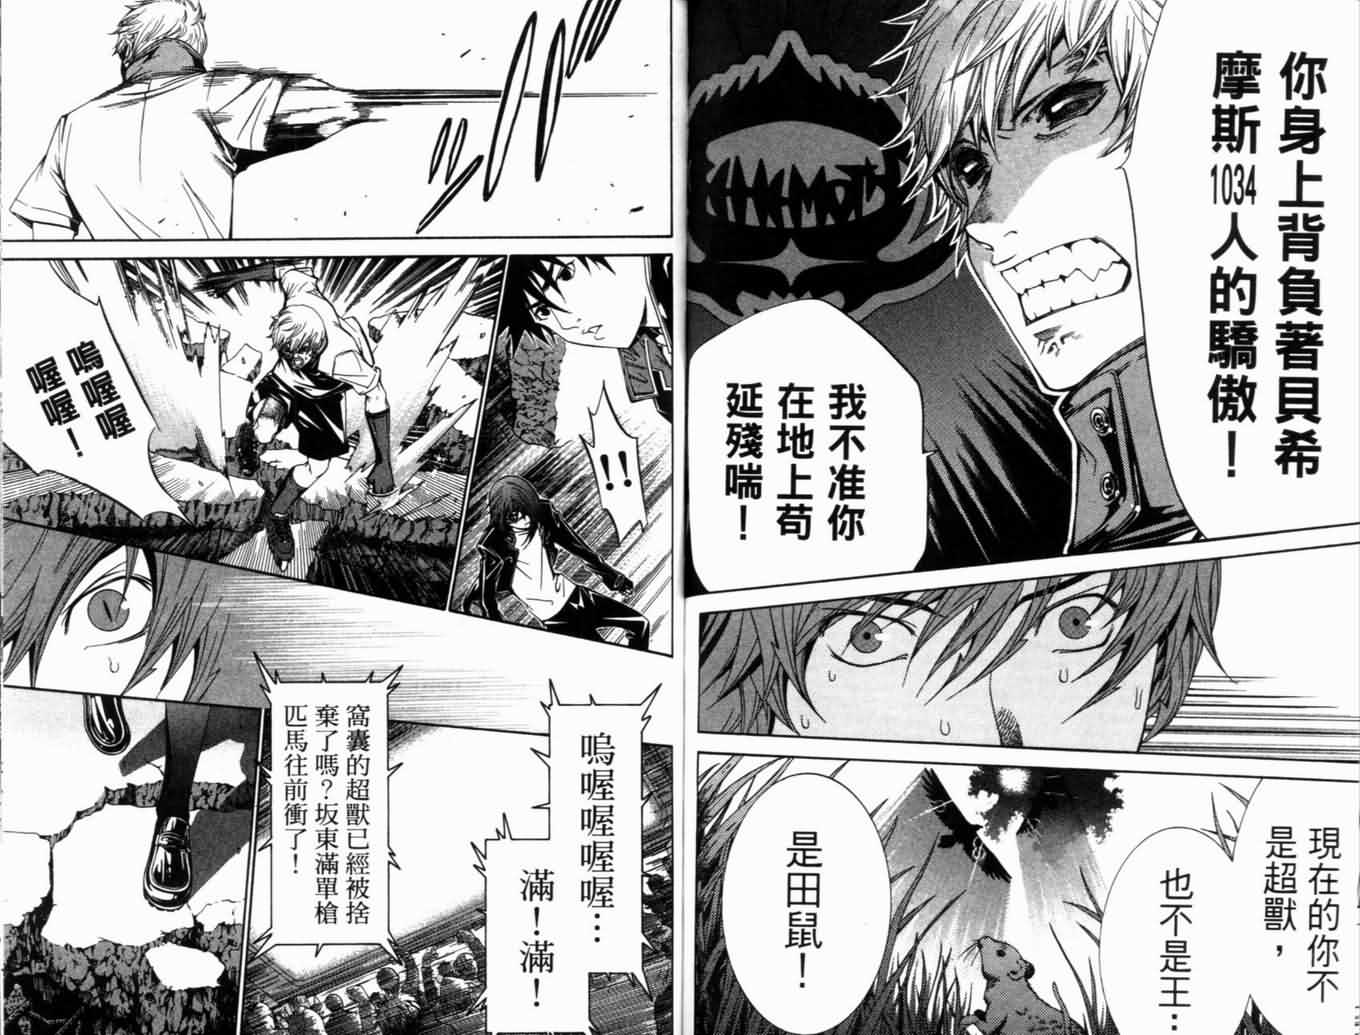 你身上背負著貝希
摩斯1034人的驕傲！
我不准你
在地上苟
延殘喘！
現在的你不
是超獸，
也不是王…
是田鼠！
!!
嗚喔喔
喔喔！
嗚喔喔喔喔…
滿！滿！
窩囊的超獸已經被捨
棄了嗎？坂東滿單槍
匹馬往前衝了！